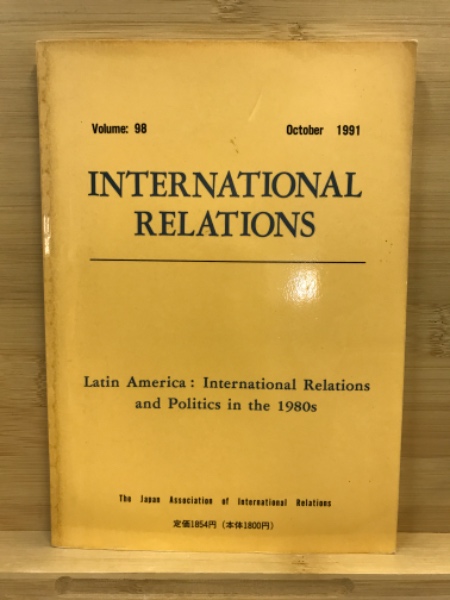 Volume: 98 October 1991
INTERNATIONAL
RELATIONS
Latin America: International Relations
and Politics in the 1980s
The Japan Association of International Relations
定価1854円 (本体1800円)